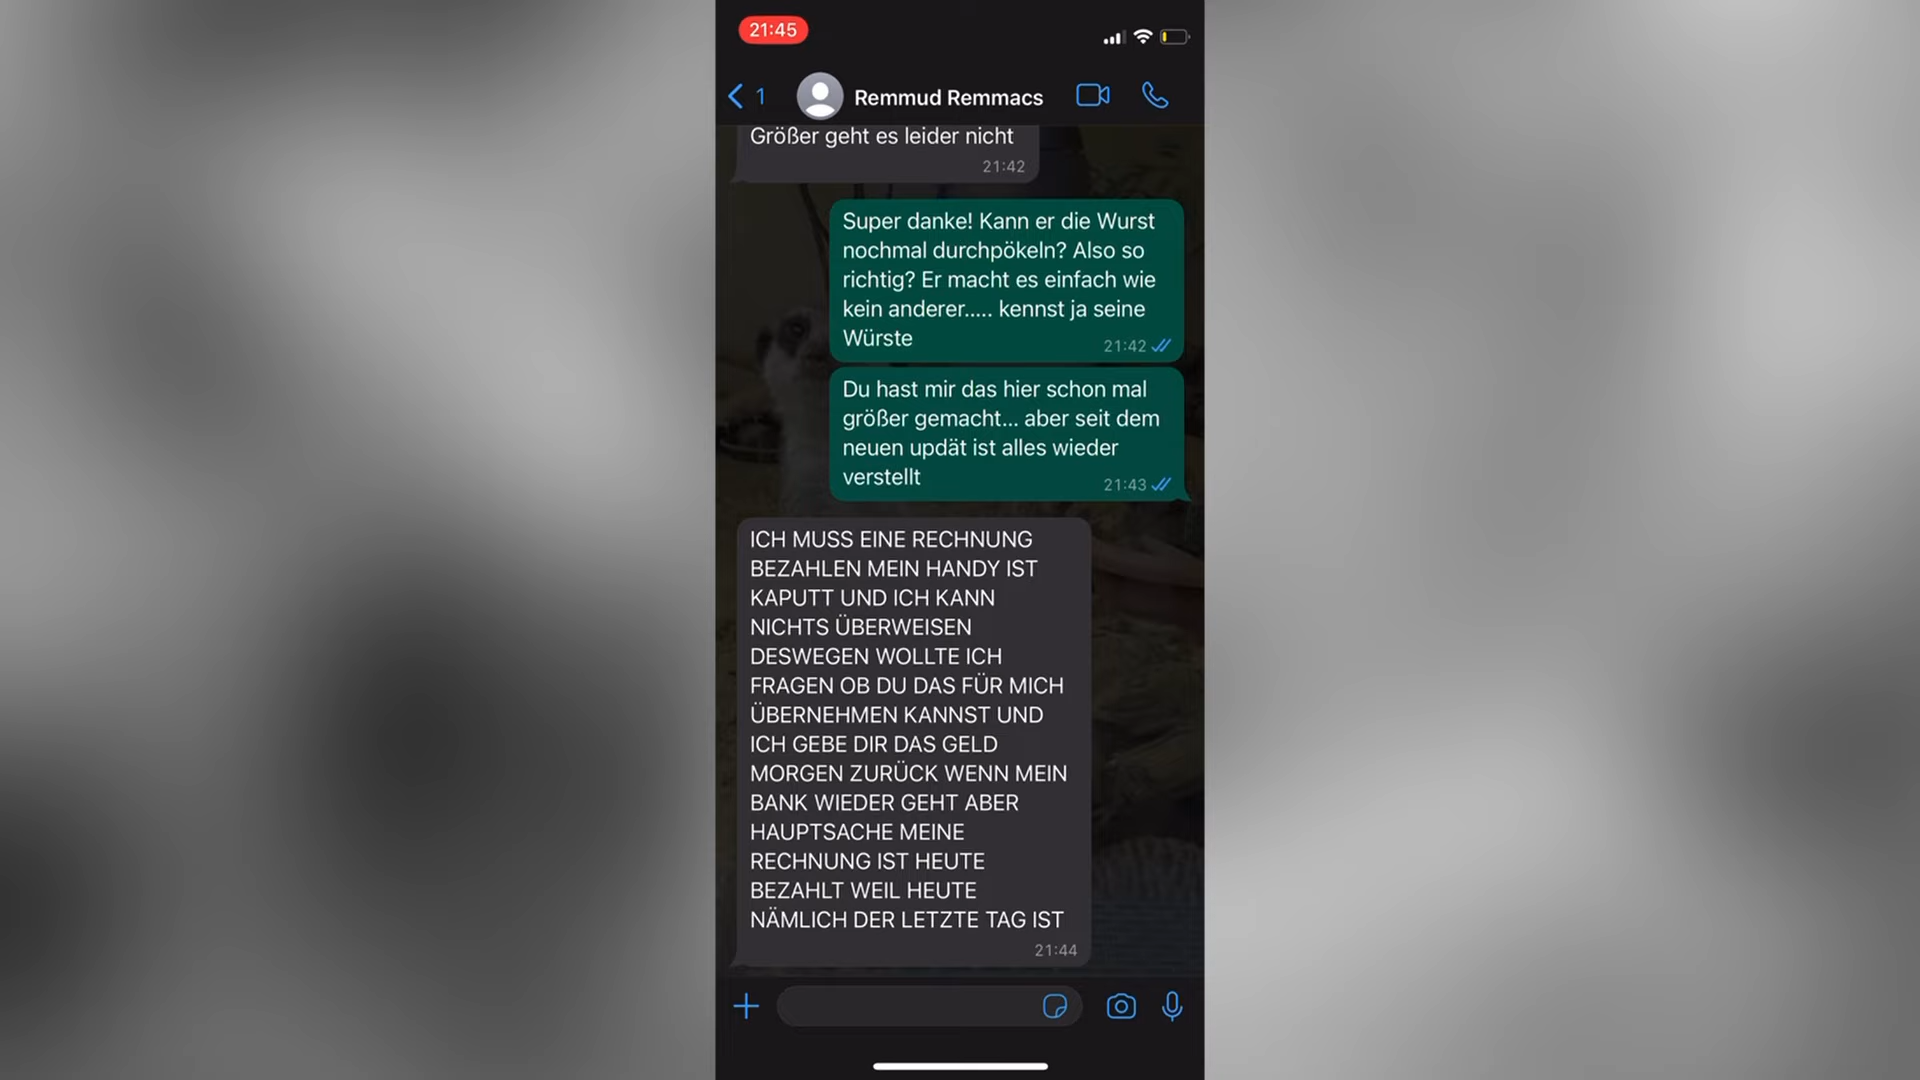 21:45
1
Remmud Remmacs
Größer geht es leider nicht
21:42
Super danke! Kann er die Wurst
nochmal durchpökeln? Also so
richtig? Er macht es einfach wie
kein anderer..... kennst ja seine
Würste
21:42
Du hast mir das hier schon mal
größer gemacht... aber seit dem
neuen updät ist alles wieder
verstellt
21:43
ICH MUSS EINE RECHNUNG
BEZAHLEN MEIN HANDY IST
KAPUTT UND ICH KANN
NICHTS ÜBERWEISEN
DESWEGEN WOLLTE ICH
FRAGEN OB DU DAS FÜR MICH
ÜBERNEHMEN KANNST UND
ICH GEBE DIR DAS GELD
MORGEN ZURÜCK WENN MEIN
BANK WIEDER GEHT ABER
HAUPTSACHE MEINE
RECHNUNG IST HEUTE
BEZAHLT WEIL HEUTE
NÄMLICH DER LETZTE TAG IST
21:44